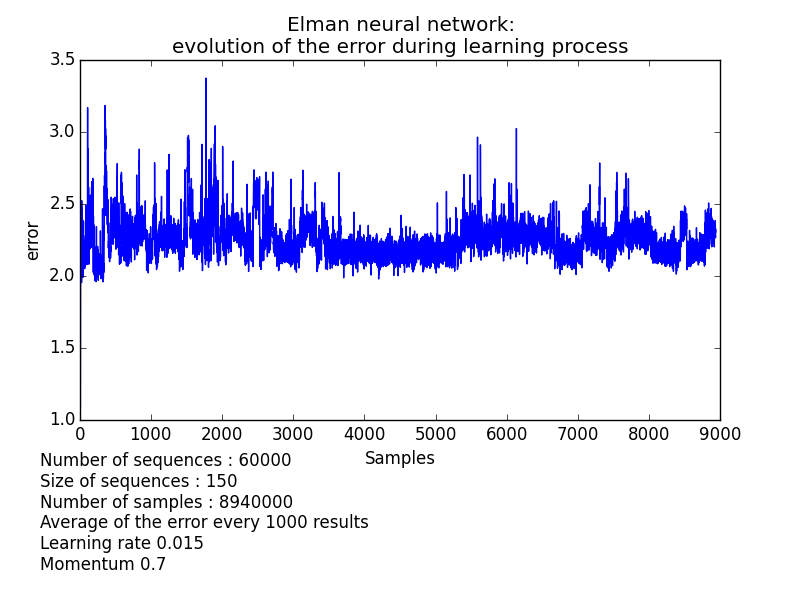 Elman neural network:
evolution of the error during learning process
3.5
3.0
2.5
2.0
1.5
1.0
error
0 1000 2000 3000 4000 5000 6000 7000 8000 9000
Samples
Number of sequences : 60000
Size of sequences : 150
Number of samples : 8940000
Average of the error every 1000 results
Learning rate 0.015
Momentum 0.7